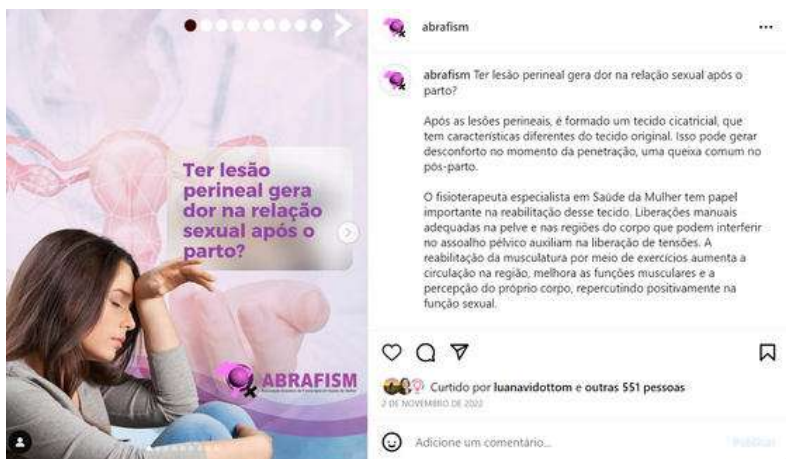 Ter lesão
perineal gera
dor na relação
sexual após o
parto?
ABRAFISM
abrafism
abrafism Ter lesão perineal gera dor na relação sexual após o
parto?
Após as lesões perineais, é formado um tecido cicatricial, que
tem características diferentes do tecido original. Isso pode gerar
desconforto no momento da penetração, uma queixa comum no
pós-parto.
O fisioterapeuta especialista em Saúde da Mulher tem papel
importante na reabilitação desse tecido. Liberações manuais
adequadas na pelve e nas regiões do corpo que podem interferir
no assoalho pélvico auxiliam na liberação de tensões. A
reabilitação da musculatura por meio de exercícios aumenta a
circulação na região, melhora as funções musculares e a
percepção do próprio corpo, repercutindo positivamente na
função sexual.
Curtido por luanavidottom e outras 551 pessoas
2 DE NOVEMBRO DE 2022
Adicione um comentário...
Publicar